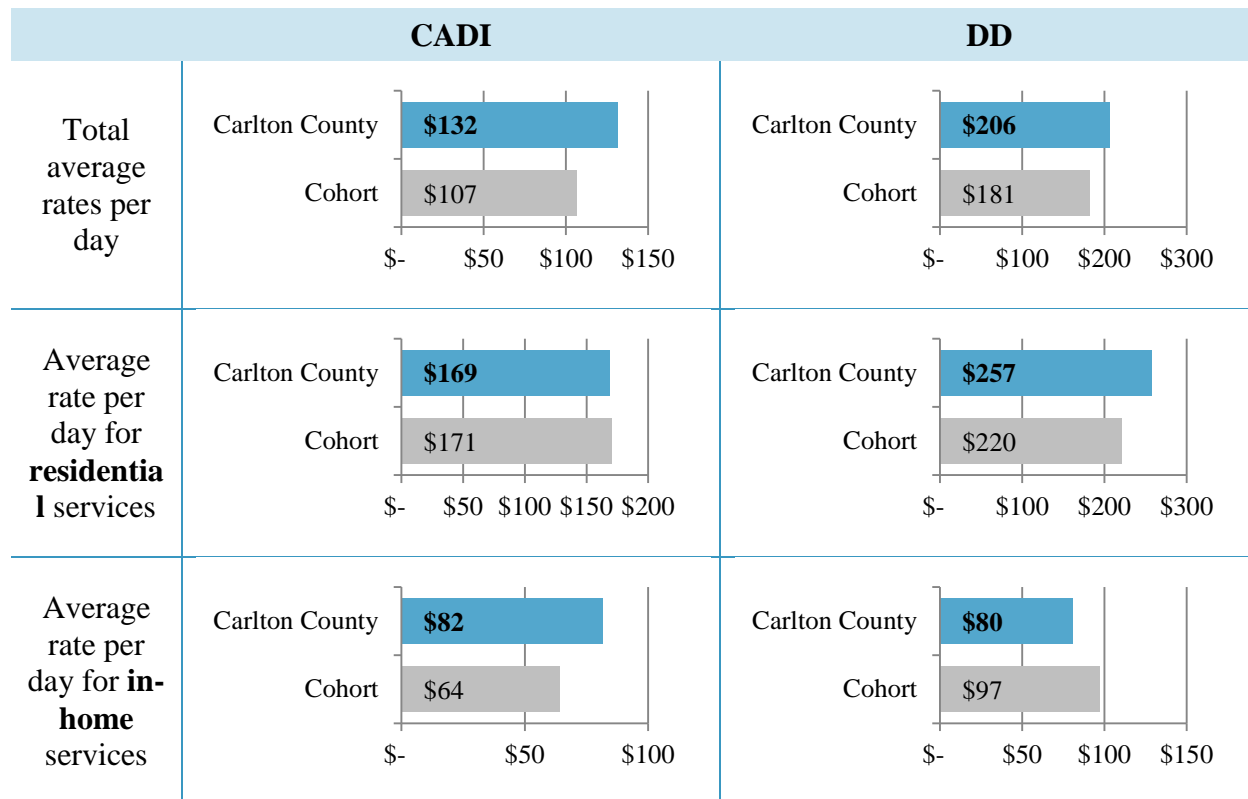 CADI DD
Total
average
rates per
day
Carlton County $132
Cohort $107
$- $50 $100 $150
Carlton County $206
Cohort $181
$- $100 $200 $300
Average
rate per
day for
residentia
l services
Carlton County $169
Cohort $171
$- $50 $100 $150 $200
Carlton County $257
Cohort $220
$- $100 $200 $300
Average
rate per
day for in-
home
services
Carlton County $82
Cohort $64
$- $50 $100
Carlton County $80
Cohort $97
$- $50 $100 $150